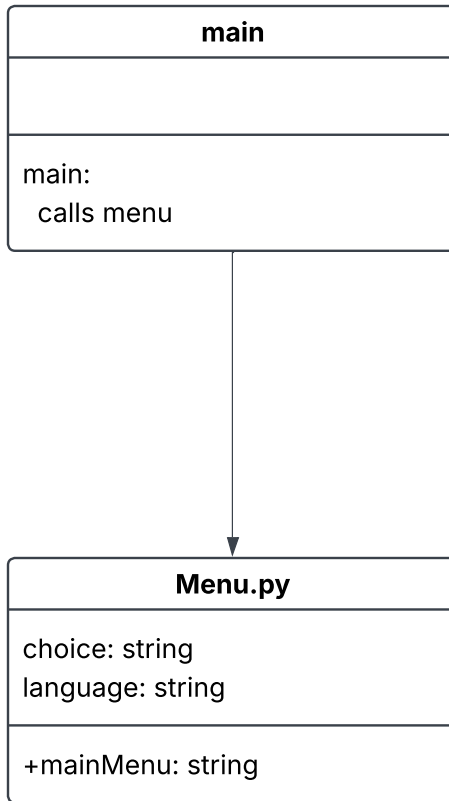 main
main:
calls menu
Menu.py
choice: string
language: string
+mainMenu: string